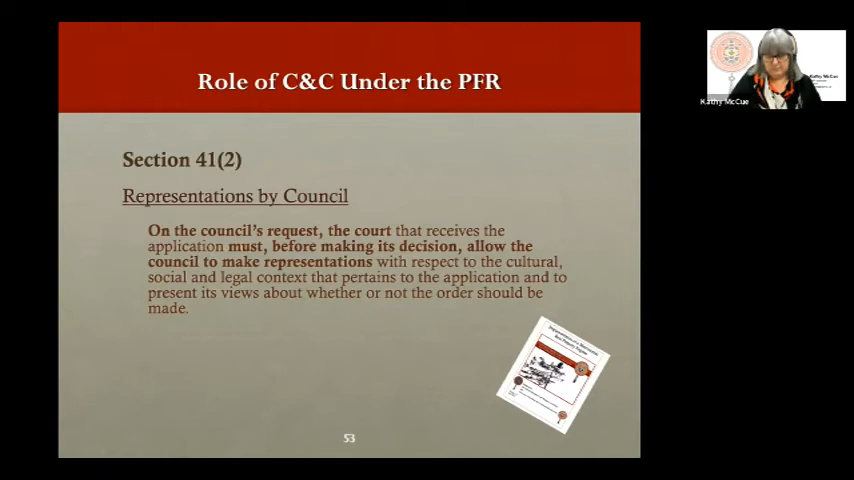 Role of C&C Under the PFR
Section 41(2)
Representations by Council
On the council's request, the court that receives the
application must, before making its decision, allow the
council to make representations with respect to the cultural,
social and legal context that pertains to the application and to
present its views about whether or not the order should be
made.
53
Kathy McCue
Kathy McCue